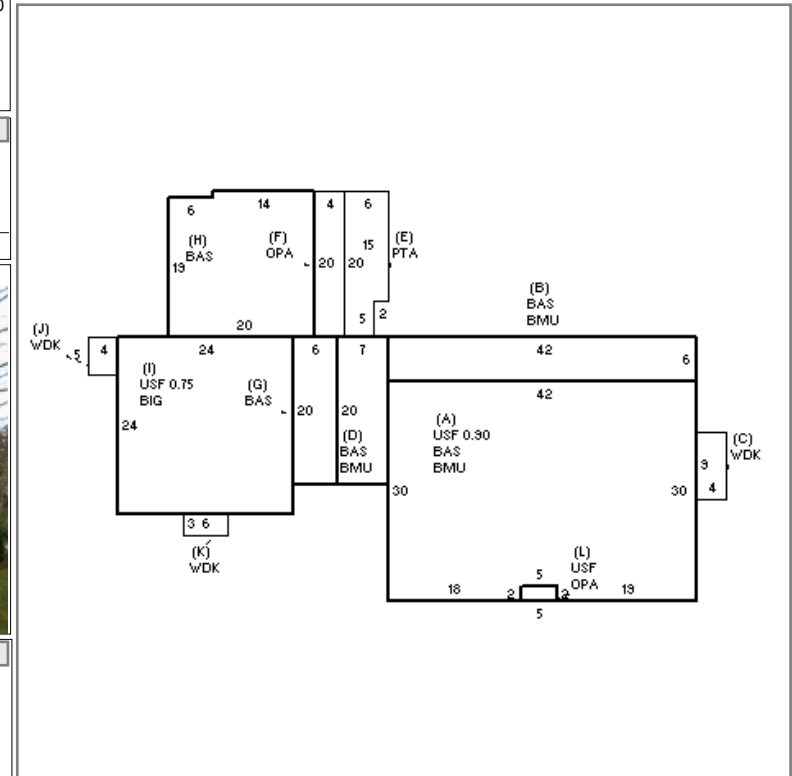 6 14 4 6
(H)
BAS
(F)
OPA
15
(E)
PTA
19 20 20
5 2
(B)
BAS
BMU
20
(J)
WDK
5 4 24 6 7 42 6
(I)
USF 0.75
BIG
(G)
BAS
42
24 20 20
(A)
USF 0.90
BAS
BMU
(D)
BAS
BMU
(C)
WDK
9
4
30 30
3 6
(K)
WDK
(L)
USF
OPA
5
18 2 19
5